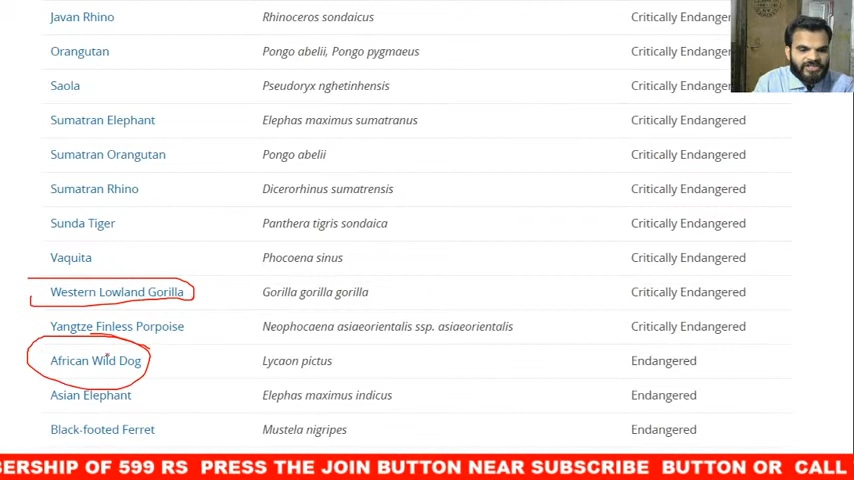 Javan Rhino Rhinoceros sondaicus Critically Endangered
Orangutan Pongo abelii, Pongo pygmaeus Critically Endangered
Saola Pseudoryx nghetinhensis Critically Endangered
Sumatran Elephant Elephas maximus sumatranus Critically Endangered
Sumatran Orangutan Pongo abelii Critically Endangered
Sumatran Rhino Dicerorhinus sumatrensis Critically Endangered
Sunda Tiger Panthera tigris sondaica Critically Endangered
Vaquita Phocoena sinus Critically Endangered
Western Lowland Gorilla Gorilla gorilla gorilla Critically Endangered
Yangtze Finless Porpoise Neophocaena asiaeorientalis ssp. asiaeorientalis Critically Endangered
African Wild Dog Lycaon pictus Endangered
Asian Elephant Elephas maximus indicus Endangered
Black-footed Ferret Mustela nigripes Endangered
BERSHIP OF 599 RS PRESS THE JOIN BUTTON NEAR SUBSCRIBE BUTTON OR CALL